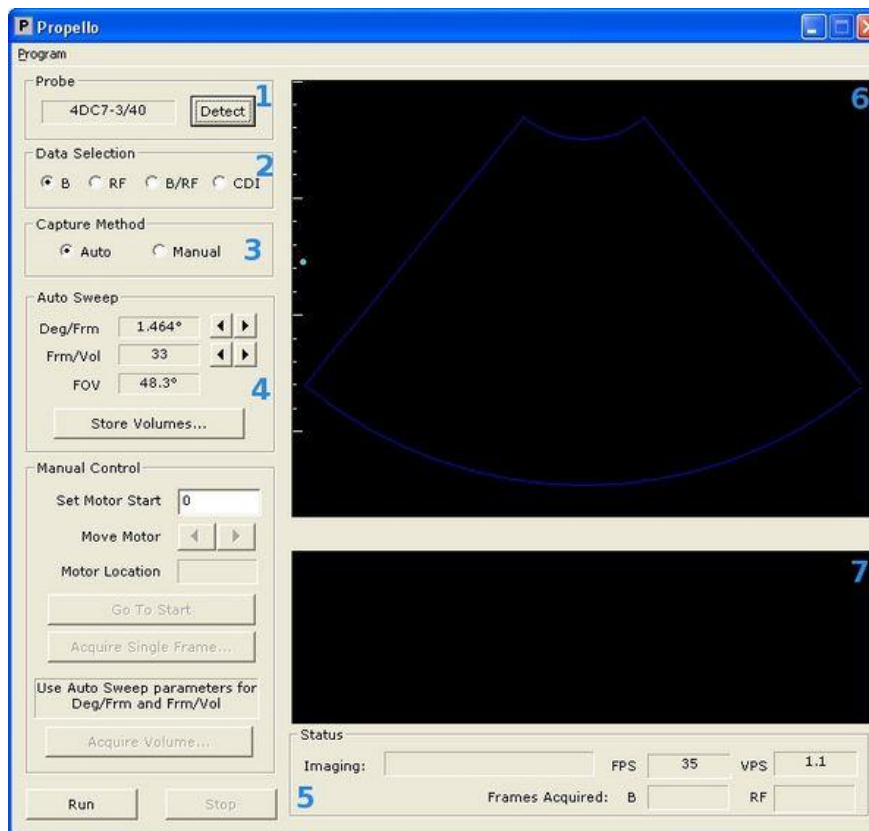 P Propello
Program
Probe 1
4DC7-3/40 Detect
Data Selection 2
B RF B/RF CDI
Capture Method
Auto Manual 3
Auto Sweep
Deg/Frm 1.464°
Frm/Vol 33
FOV 48.3° 4
Store Volumes...
Manual Control
Set Motor Start 0
Move Motor
Motor Location
Go To Start
Acquire Single Frame...
Use Auto Sweep parameters for
Deg/Frm and Frm/Vol
Acquire Volume...
Run Stop
6
7
Status
Imaging: FPS 35 VPS 1.1
5 Frames Acquired: B RF